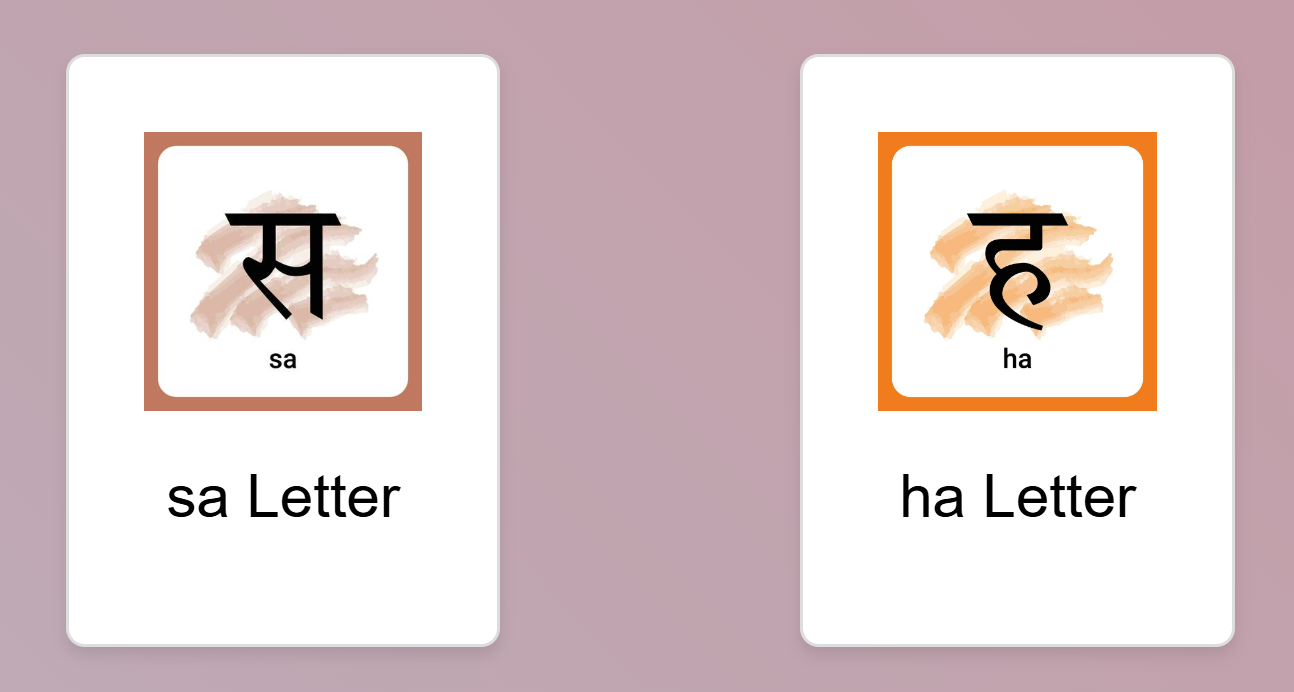 स
sa
sa Letter
ह
ha
ha Letter